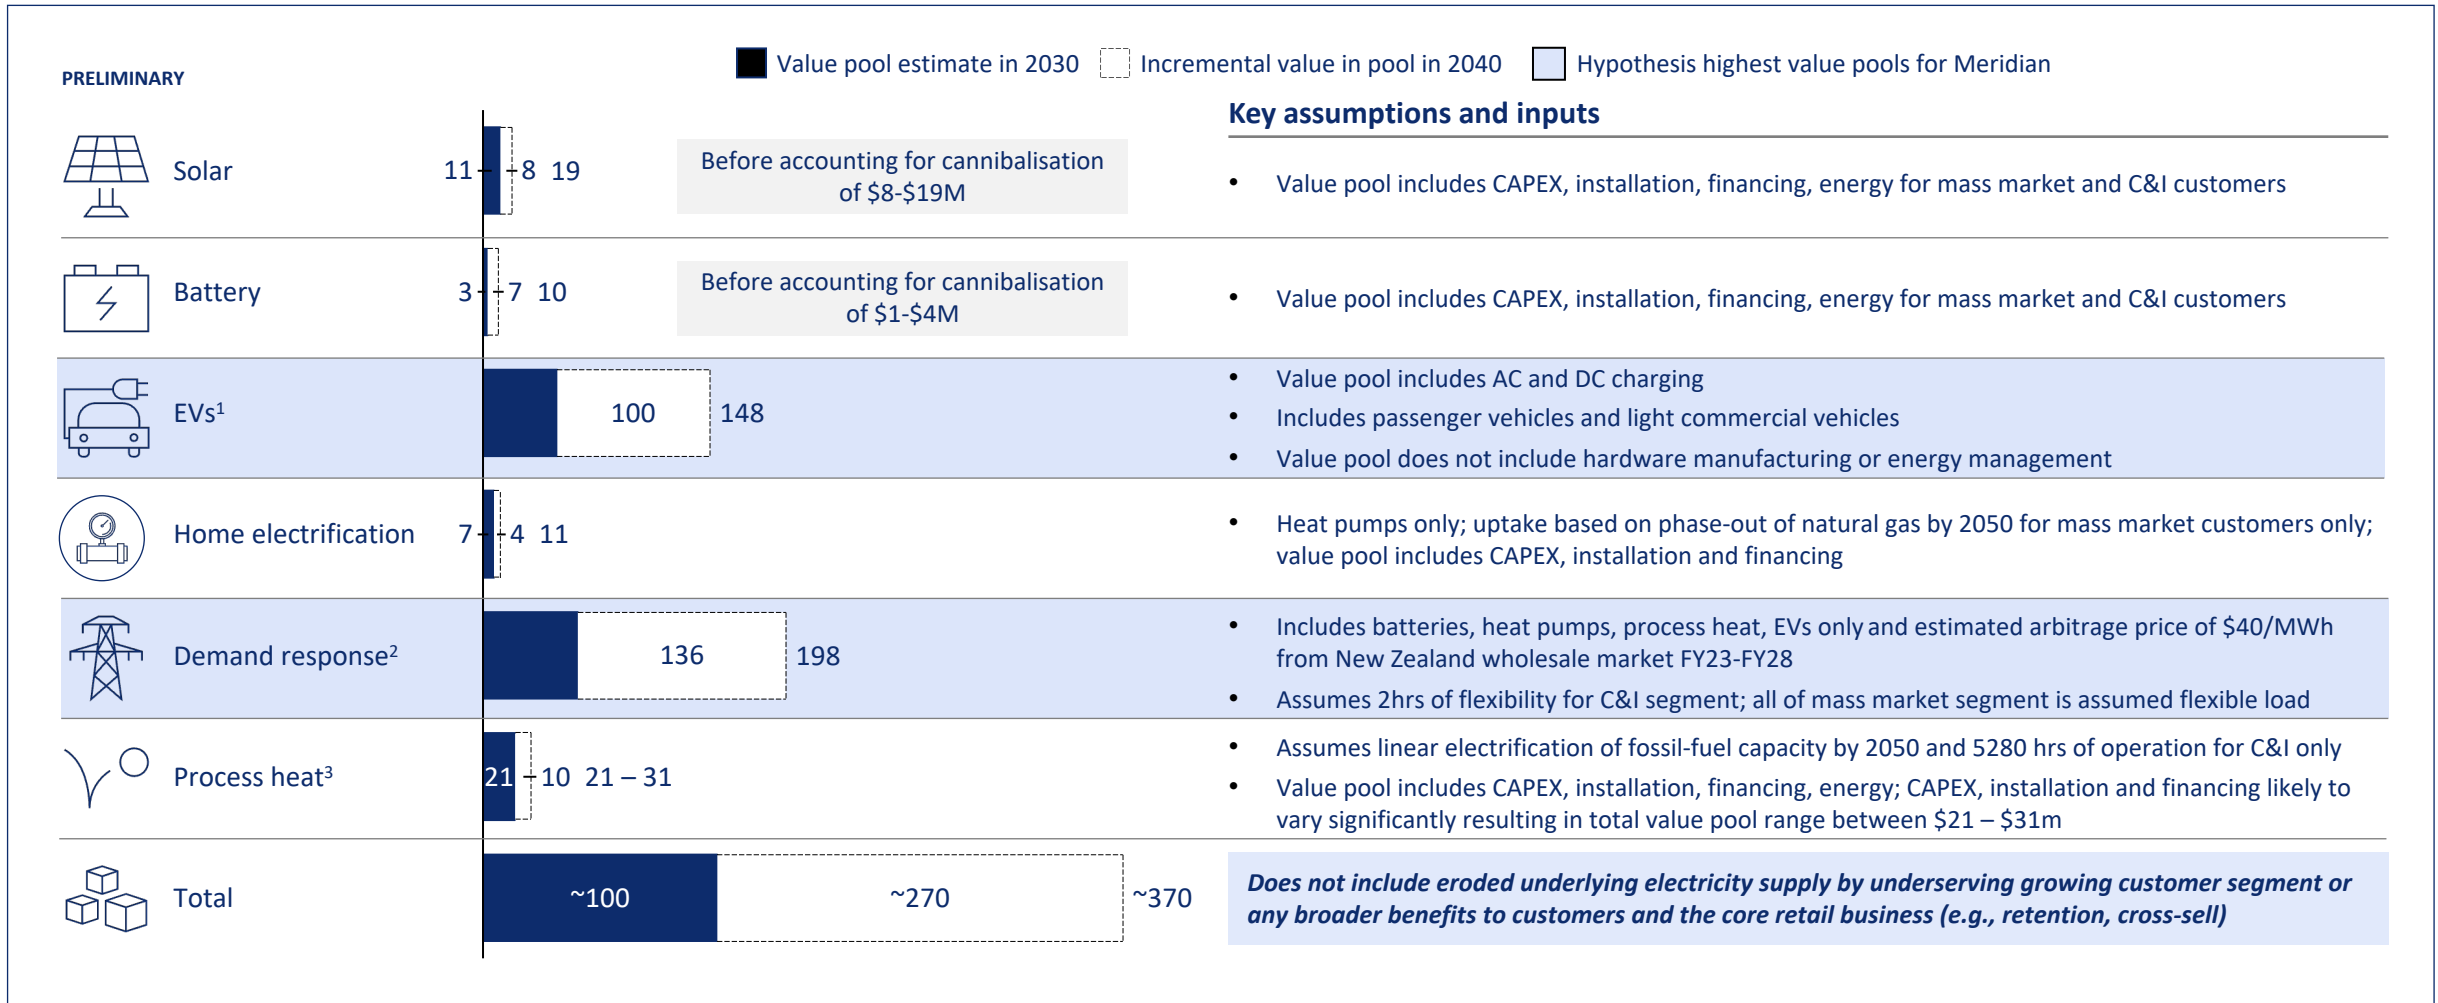 PRELIMINARY
Value pool estimate in 2030
Incremental value in pool in 2040
Hypothesis highest value pools for Meridian
Key assumptions and inputs
Solar
11
8 19
Before accounting for cannibalisation
of $8-$19M
• Value pool includes CAPEX, installation, financing, energy for mass market and C&I customers
Battery
3
7 10
Before accounting for cannibalisation
of $1-$4M
• Value pool includes CAPEX, installation, financing, energy for mass market and C&I customers
EVs¹
100
148
• Value pool includes AC and DC charging
• Includes passenger vehicles and light commercial vehicles
• Value pool does not include hardware manufacturing or energy management
Home electrification
7
4 11
• Heat pumps only; uptake based on phase-out of natural gas by 2050 for mass market customers only;
value pool includes CAPEX, installation and financing
Demand response²
136
198
• Includes batteries, heat pumps, process heat, EVs only and estimated arbitrage price of $40/MWh
from New Zealand wholesale market FY23-FY28
• Assumes 2hrs of flexibility for C&I segment; all of mass market segment is assumed flexible load
Process heat³
21
10 21 – 31
• Assumes linear electrification of fossil-fuel capacity by 2050 and 5280 hrs of operation for C&I only
• Value pool includes CAPEX, installation, financing, energy; CAPEX, installation and financing likely to
vary significantly resulting in total value pool range between $21 – $31m
Total
~100
~270
~370
Does not include eroded underlying electricity supply by underserving growing customer segment or
any broader benefits to customers and the core retail business (e.g., retention, cross-sell)